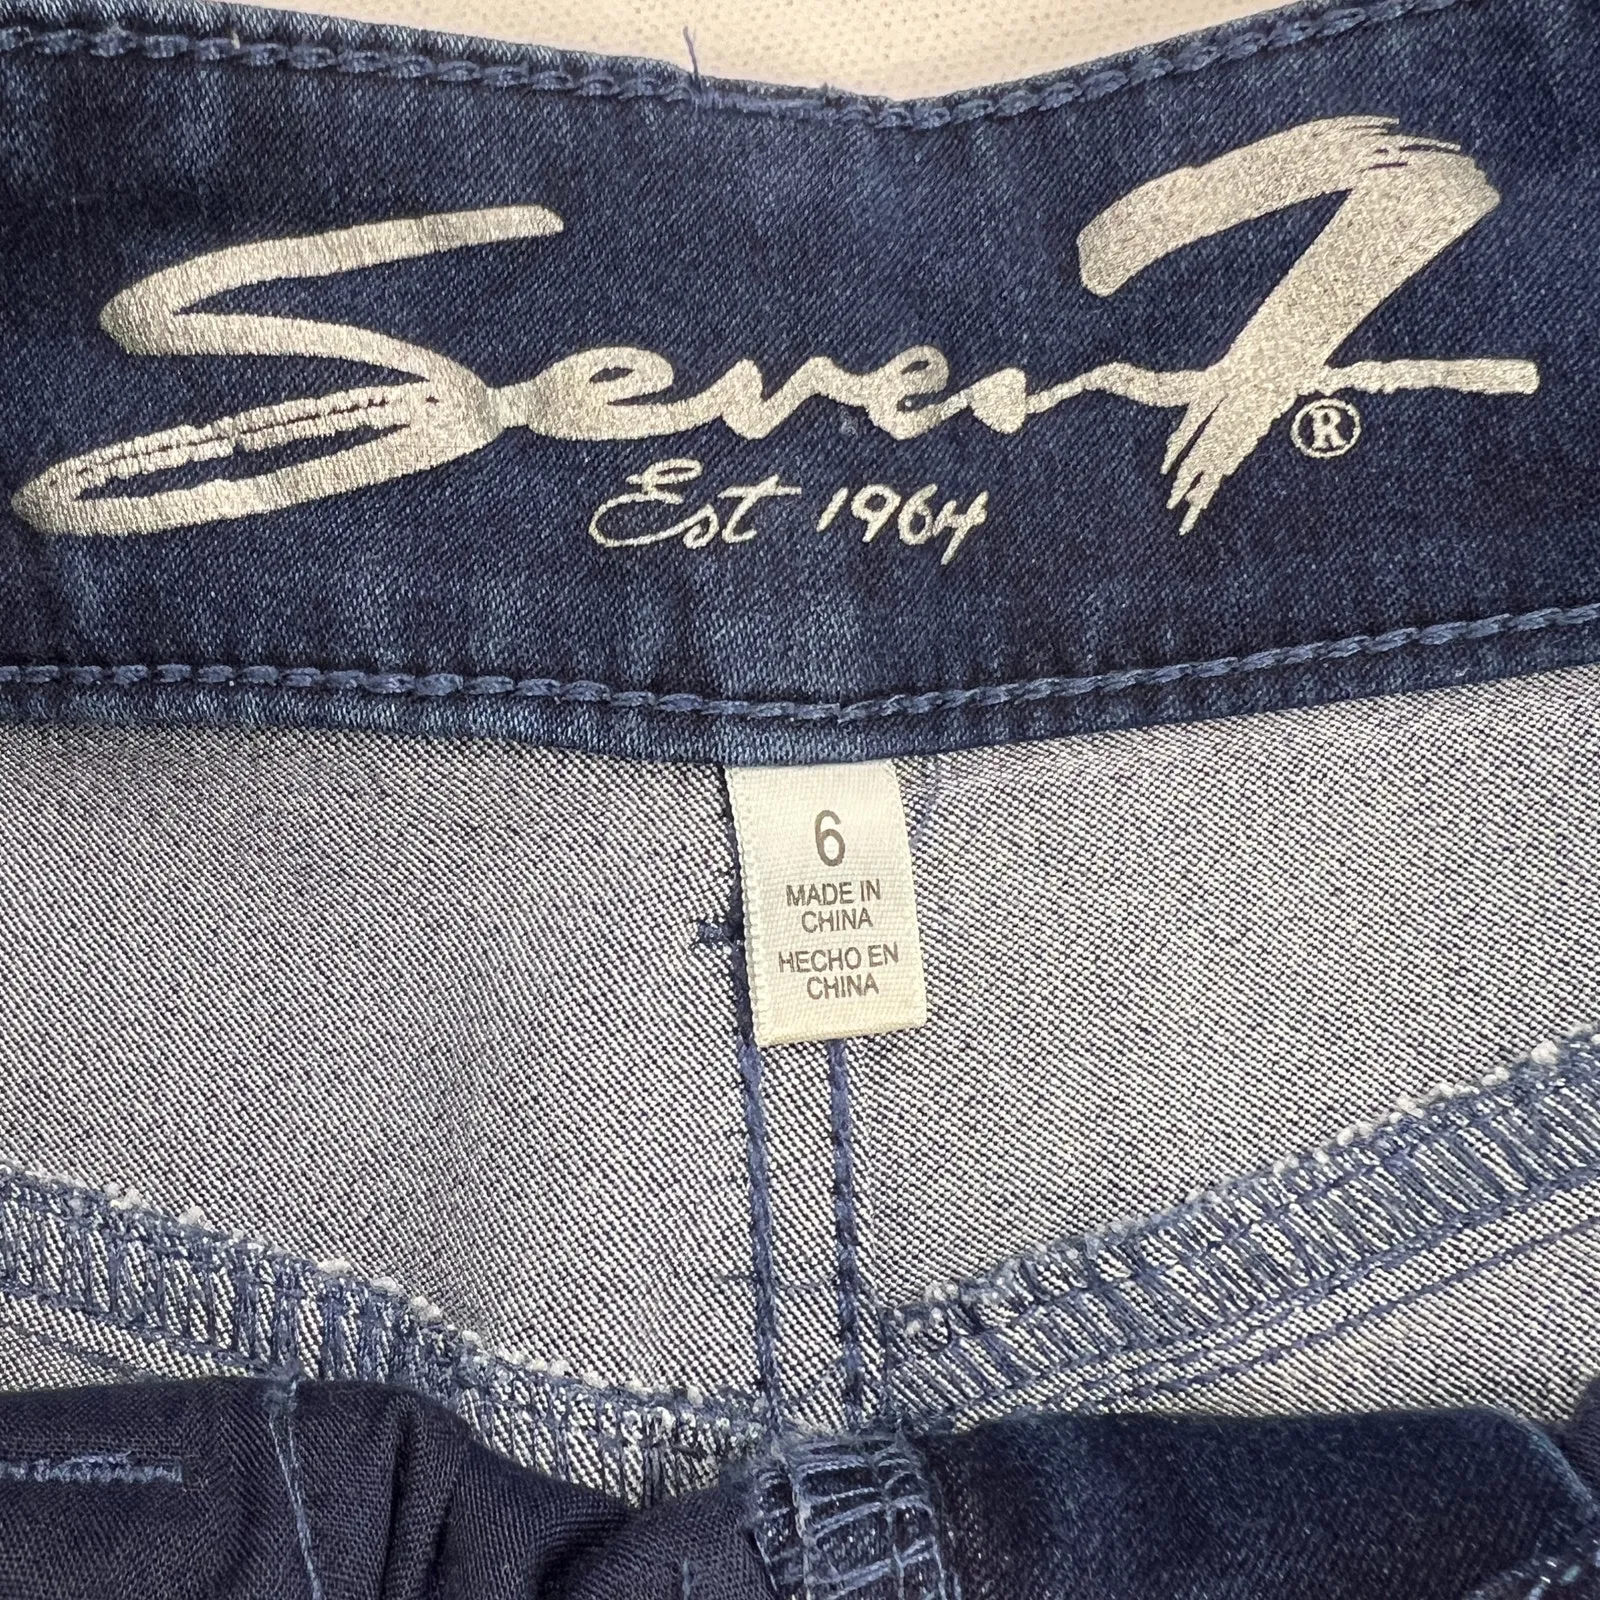 Seven7®
Est 1964
6
MADE IN
CHINA
HECHO EN
CHINA